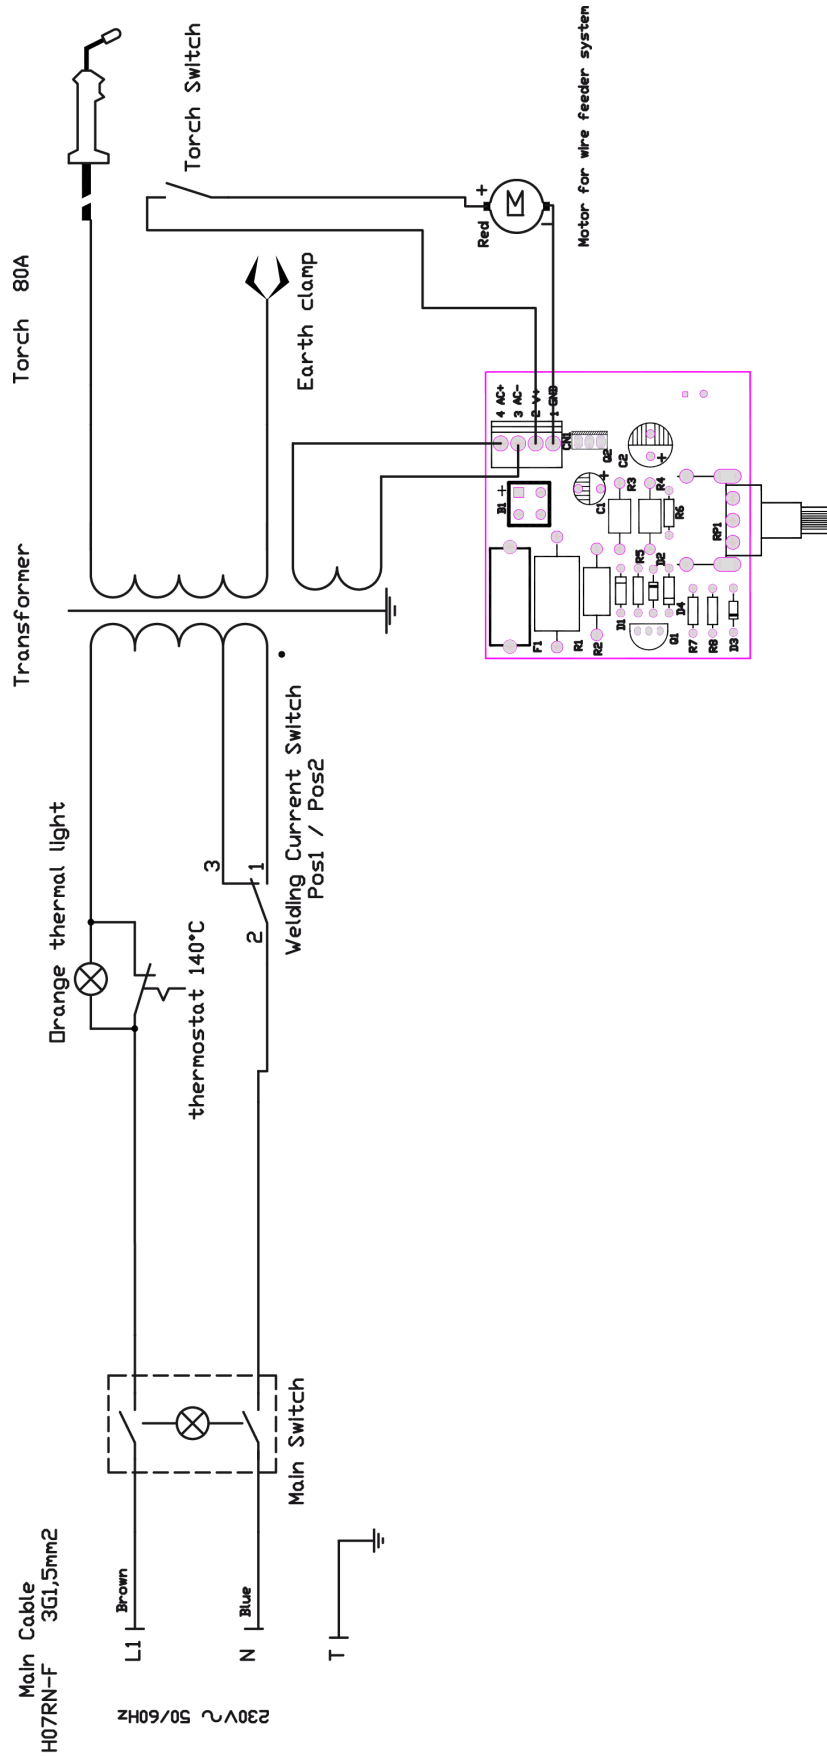 Main Cable
H07RN-F 3G1,5mm2
230V 50/60Hz
L1
Brown
N
Blue
T
Main Switch
Orange thermal light
thermostat 140°C
Welding Current Switch
Pos1 / Pos2
1
2
3
Transformer
Torch 80A
Torch Switch
Earth clamp
Red
+
M
Motor for wire feeder system
4 AC+
3 AC-
2 V+
1 GND
CN1
Q2
C2
+
B1
+
C1
+
R3
R4
R6
RP1
F1
R1
R2
R5
D2
D1
D4
Q1
R7
R8
D3